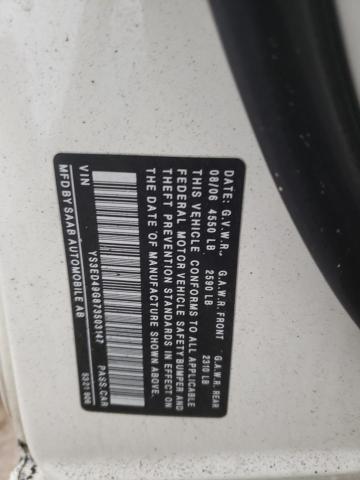 MFD BY SAAB AUTOMOBILE AB
DATE: G.V.W.R. G.A.W.R. FRONT G.A.W.R. REAR
08/06 4550 LB 2590 LB 2310 LB
THIS VEHICLE CONFORMS TO ALL APPLICABLE
FEDERAL MOTOR VEHICLE SAFETY BUMPER AND
THEFT PREVENTION STANDARDS IN EFFECT ON
THE DATE OF MANUFACTURE SHOWN ABOVE.
YS3ED49G873503147 PASS.CAR
VIN